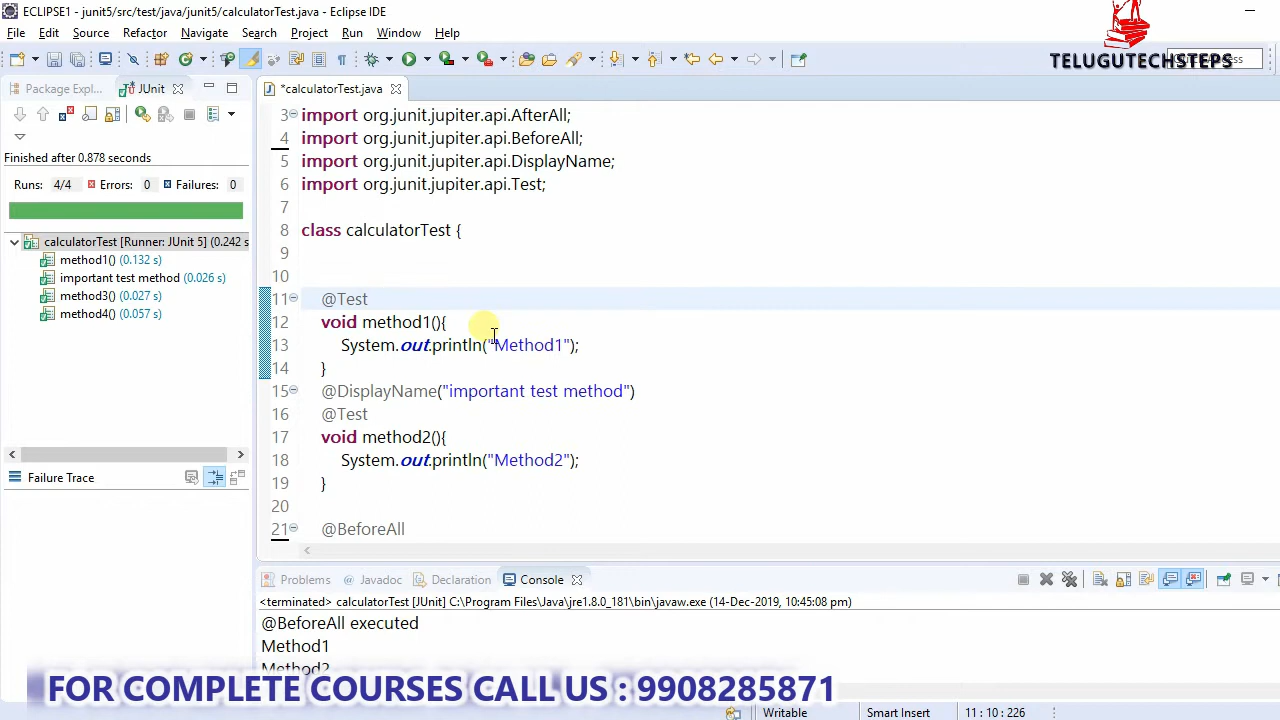 ECLIPSE1 - junit5/src/test/java/junit5/calculatorTest.java - Eclipse IDE
File Edit Source Refactor Navigate Search Project Run Window Help
TELUGUTECHSTEPS
Package Expl... JUnit
*calculatorTest.java
Finished after 0.878 seconds
Runs: 4/4 Errors: 0 Failures: 0
calculatorTest [Runner: JUnit 5] (0.242 s
method1() (0.132 s)
important test method (0.026 s)
method3() (0.027 s)
method4() (0.057 s)
Failure Trace
3 import org.junit.jupiter.api.AfterAll;
4 import org.junit.jupiter.api.BeforeAll;
5 import org.junit.jupiter.api.DisplayName;
6 import org.junit.jupiter.api.Test;
7
8 class calculatorTest {
9
10
11 @Test
12 void method1(){
13 System.out.println("Method1");
14 }
15 @DisplayName("important test method")
16 @Test
17 void method2(){
18 System.out.println("Method2");
19 }
20
21 @BeforeAll
Problems @ Javadoc Declaration Console
<terminated> calculatorTest [JUnit] C:\Program Files\Java\jre1.8.0_181\bin\javaw.exe (14-Dec-2019, 10:45:08 pm)
@BeforeAll executed
Method1
Method2
FOR COMPLETE COURSES CALL US : 9908285871
Writable Smart Insert 11 : 10 : 226